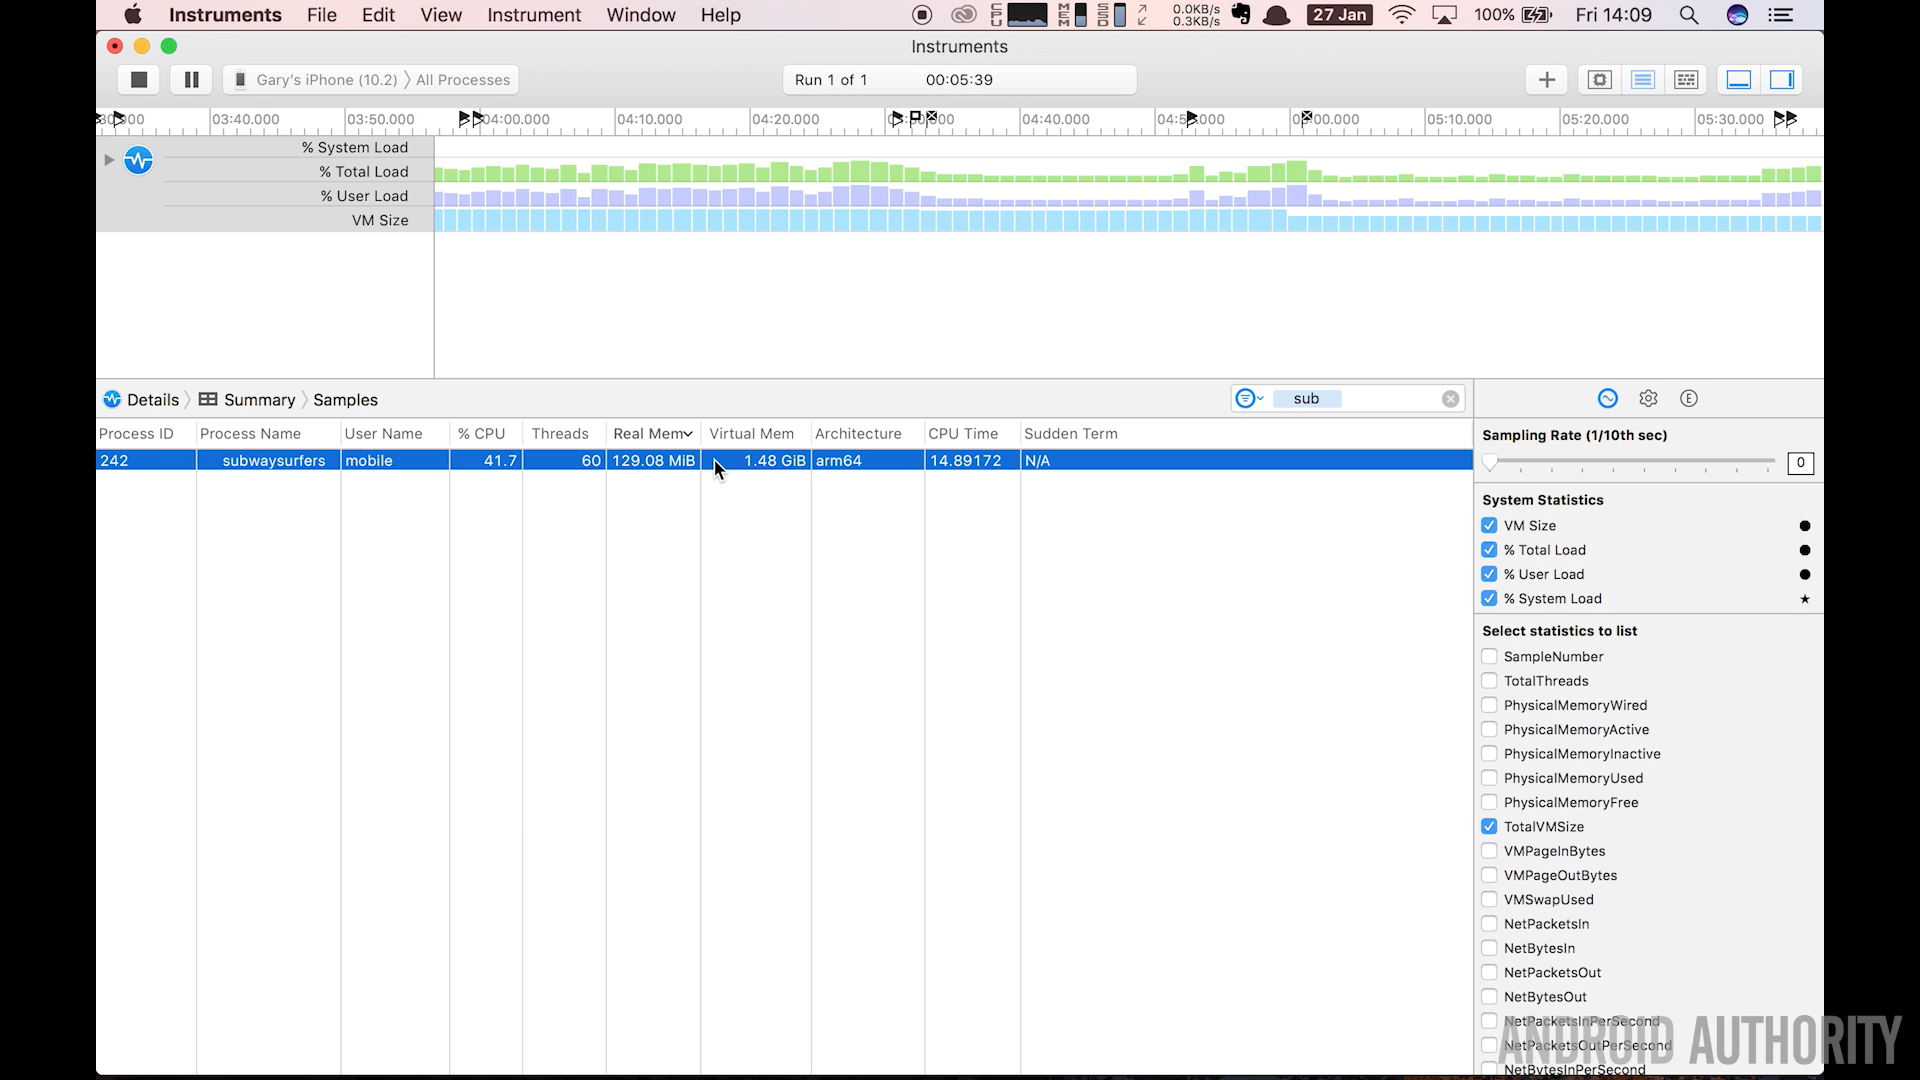 Instruments File Edit View Instrument Window Help CPU MEM SSD 0.0KB/s 0.3KB/s 27 Jan 100% Fri 14:09
Instruments
Gary's iPhone (10.2) All Processes Run 1 of 1 00:05:39
03:40.000 03:50.000 04:00.000 04:10.000 04:20.000 04:40.000 05:10.000 05:20.000 05:30.000
% System Load
% Total Load
% User Load
VM Size
Details Summary Samples sub E
Process ID Process Name User Name % CPU Threads Real Mem Virtual Mem Architecture CPU Time Sudden Term
242 subwaysurfers mobile 41.7 60 129.08 MiB 1.48 GiB arm64 14.89172 N/A
Sampling Rate (1/10th sec)
0
System Statistics
VM Size
% Total Load
% User Load
% System Load
Select statistics to list
SampleNumber
TotalThreads
PhysicalMemoryWired
PhysicalMemoryActive
PhysicalMemoryInactive
PhysicalMemoryUsed
PhysicalMemoryFree
TotalVMSize
VMPageInBytes
VMPageOutBytes
VMSwapUsed
NetPacketsIn
NetBytesIn
NetPacketsOut
NetBytesOut
NetPacketsInPerSecond
NetPacketsOutPerSecond
NetBytesInPerSecond
ANDROID AUTHORITY